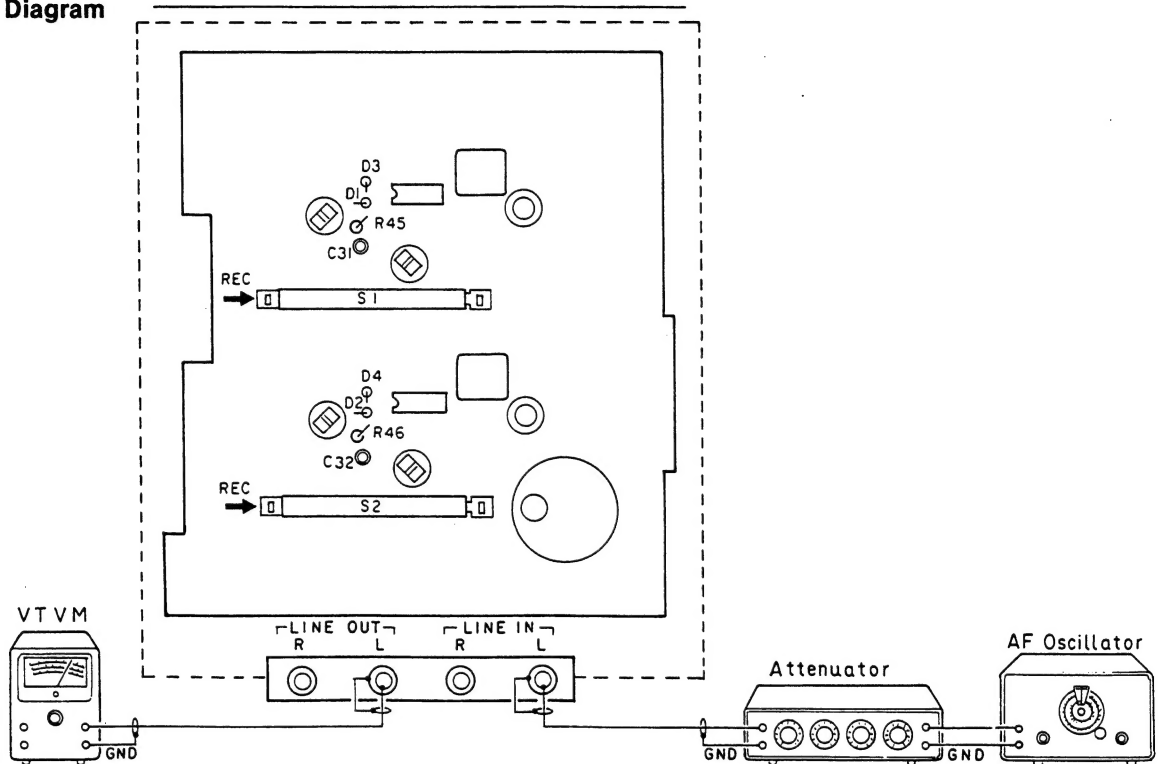 Diagram
D3
D1
R45
C31
REC
S1
D4
D2
R46
C32
REC
S2
VTVM
LINE OUT
LINE IN
R
L
R
L
AF Oscillator
Attenuator
GND
GND
GND